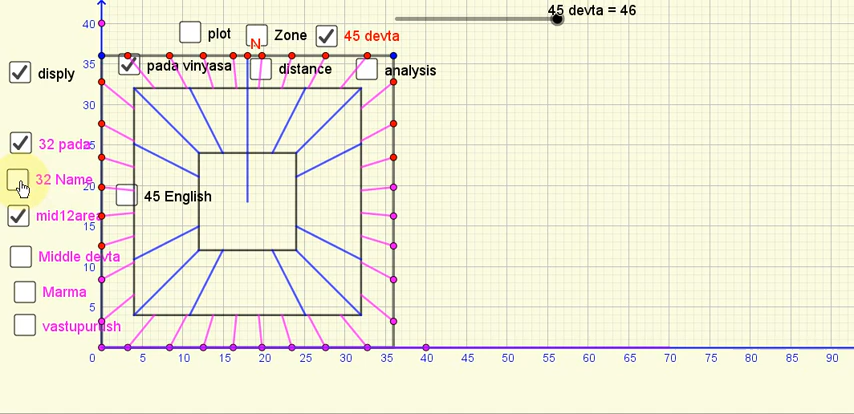 45 devta = 46
40
plot
Zone
45 devta
N
35
disply
pada vinyasa
distance
analysis
30
32 pada
25
32 Name
20
45 English
mid12area
15
Middle devta
10
Marma
5
vastupurush
0 5 10 15 20 25 30 35 40 45 50 55 60 65 70 75 80 85 90